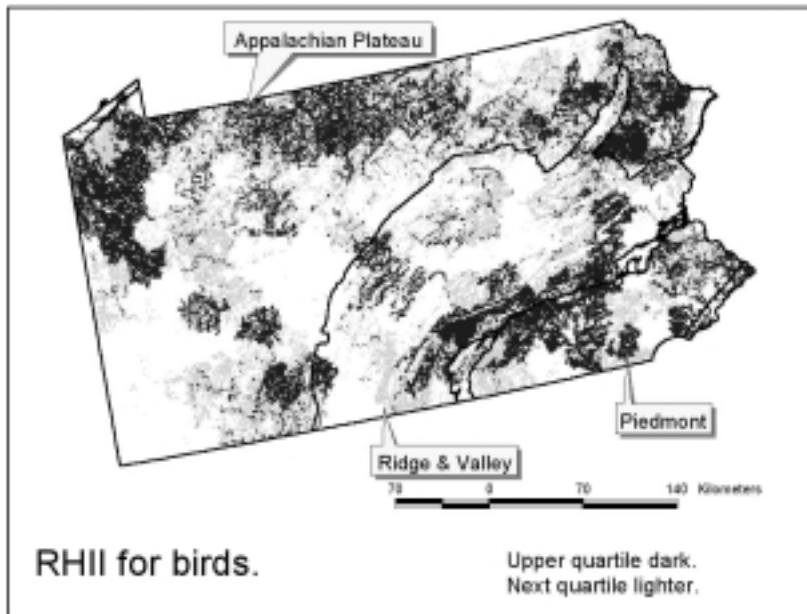 Appalachian Plateau
Piedmont
Ridge & Valley
70 0 70 140 Kilometers
RHII for birds.
Upper quartile dark.
Next quartile lighter.